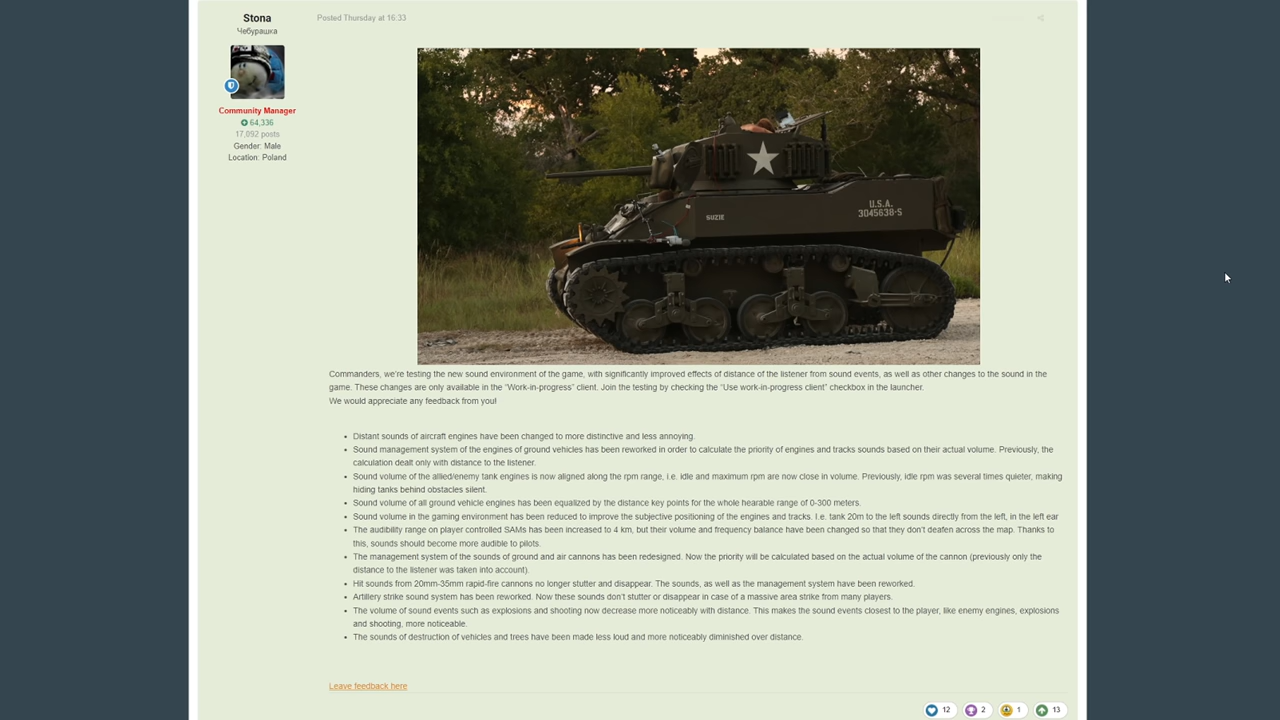 Stona
Чебурашка
Community Manager
64,336
17,092 posts
Gender: Male
Location: Poland
Posted Thursday at 16:33
SUZIE
U.S.A.
3045638-S
Commanders, we're testing the new sound environment of the game, with significantly improved effects of distance of the listener from sound events, as well as other changes to the sound in the
game. These changes are only available in the “Work-in-progress” client. Join the testing by checking the “Use work-in-progress client” checkbox in the launcher.
We would appreciate any feedback from you!
• Distant sounds of aircraft engines have been changed to more distinctive and less annoying.
• Sound management system of the engines of ground vehicles has been reworked in order to calculate the priority of engines and tracks sounds based on their actual volume. Previously, the
calculation dealt only with distance to the listener.
• Sound volume of the allied/enemy tank engines is now aligned along the rpm range, i.e. idle and maximum rpm are now close in volume. Previously, idle rpm was several times quieter, making
hiding tanks behind obstacles silent.
• Sound volume of all ground vehicle engines has been equalized by the distance key points for the whole hearable range of 0-300 meters.
• Sound volume in the gaming environment has been reduced to improve the subjective positioning of the engines and tracks. I.e. tank 20m to the left sounds directly from the left, in the left ear
• The audibility range on player controlled SAMs has been increased to 4 km, but their volume and frequency balance have been changed so that they don't deafen across the map. Thanks to
this, sounds should become more audible to pilots.
• The management system of the sounds of ground and air cannons has been redesigned. Now the priority will be calculated based on the actual volume of the cannon (previously only the
distance to the listener was taken into account).
• Hit sounds from 20mm-35mm rapid-fire cannons no longer stutter and disappear. The sounds, as well as the management system have been reworked.
• Artillery strike sound system has been reworked. Now these sounds don't stutter or disappear in case of a massive area strike from many players.
• The volume of sound events such as explosions and shooting now decrease more noticeably with distance. This makes the sound events closest to the player, like enemy engines, explosions
and shooting, more noticeable.
• The sounds of destruction of vehicles and trees have been made less loud and more noticeably diminished over distance.
Leave feedback here
12 2 1 13